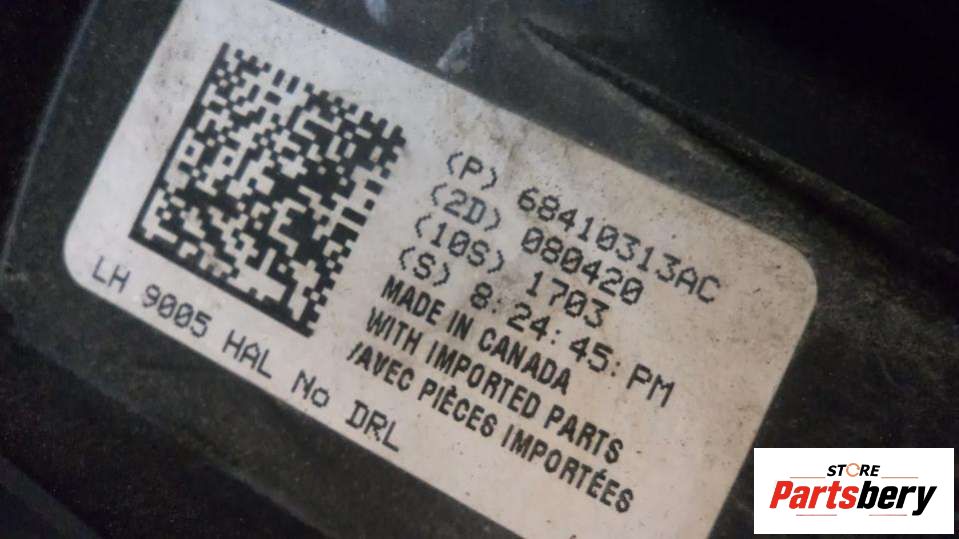 (P) 68410313AC
(2D) 080420
(10S) 1703
(S) 8:24:45:PM
MADE IN CANADA
WITH IMPORTED PARTS
/AVEC PIÈCES IMPORTÉES
LH 9005 HAL No DRL
STORE
Partsbery